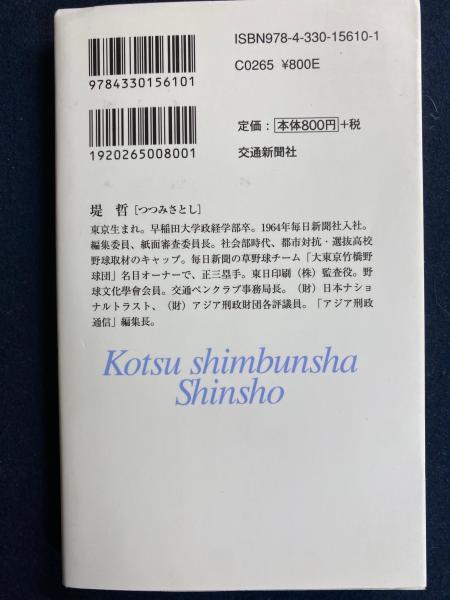 ISBN978-4-330-15610-1
C0265 ¥800E
9784330156101
定価：本体800円+税
1920265008001
交通新聞社
堤 哲［つつみさとし］
東京生まれ。早稲田大学政経学部卒。1964年毎日新聞社入社。
編集委員、紙面審査委員長。社会部時代、都市対抗・選抜高校
野球取材のキャップ。毎日新聞の草野球チーム「大東京竹橋野
球団」名目オーナーで、正三塁手。東日印刷（株）監査役。野
球文化學會会員。交通ペンクラブ事務局長。（財）日本ナショ
ナルトラスト、（財）アジア刑政財団各評議員。「アジア刑政
通信」編集長。
Kotsu shimbunsha
Shinsho